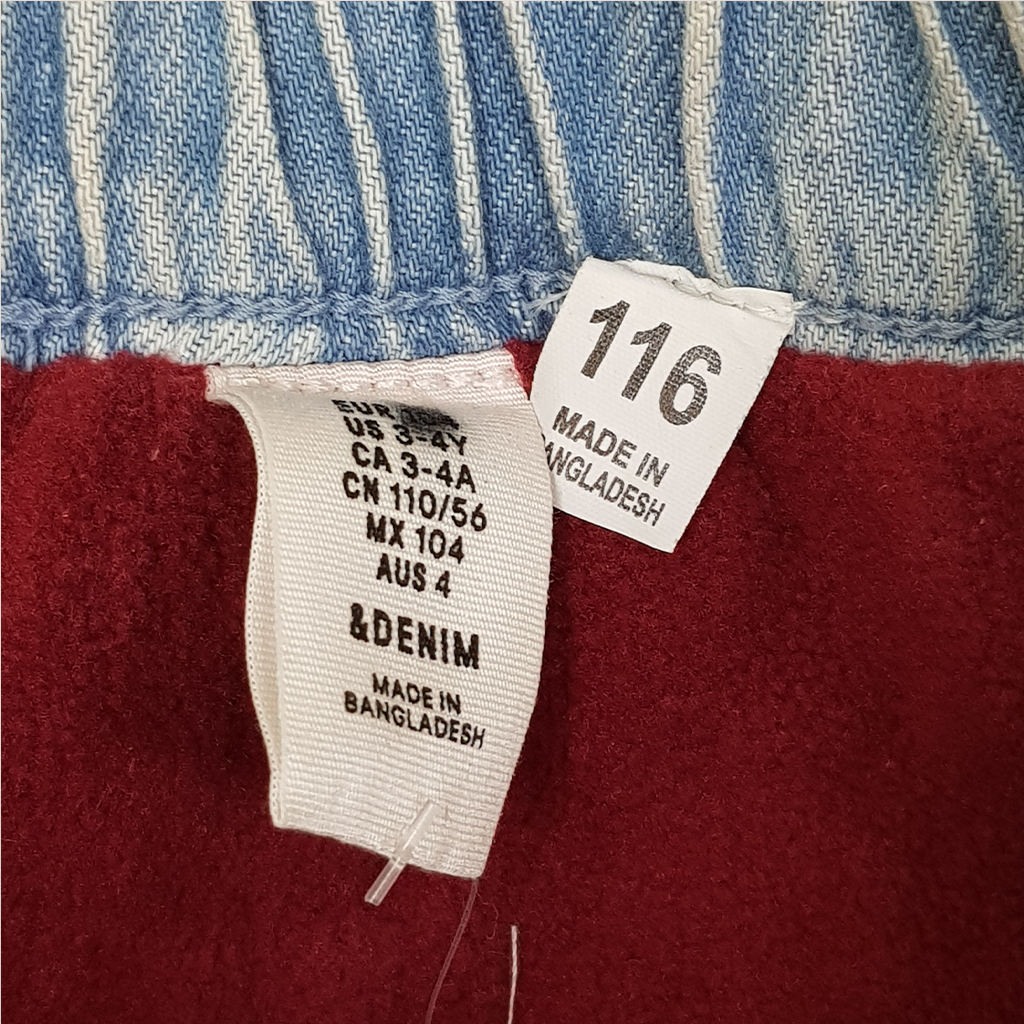 EUR
US 3-4Y
CA 3-4A
CN 110/56
MX 104
AUS 4
&DENIM
MADE IN
BANGLADESH
116
MADE IN
BANGLADESH